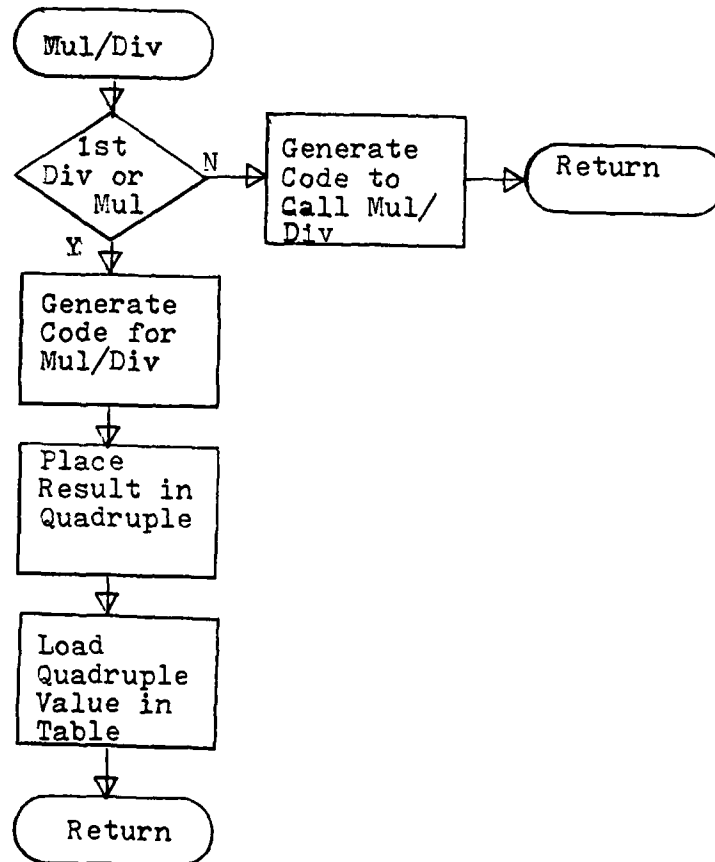 Mul/Div
1st
Div or
Mul
N
Generate
Code to
Call Mul/
Div
Return
Y
Generate
Code for
Mul/Div
Place
Result in
Quadruple
Load
Quadruple
Value in
Table
Return